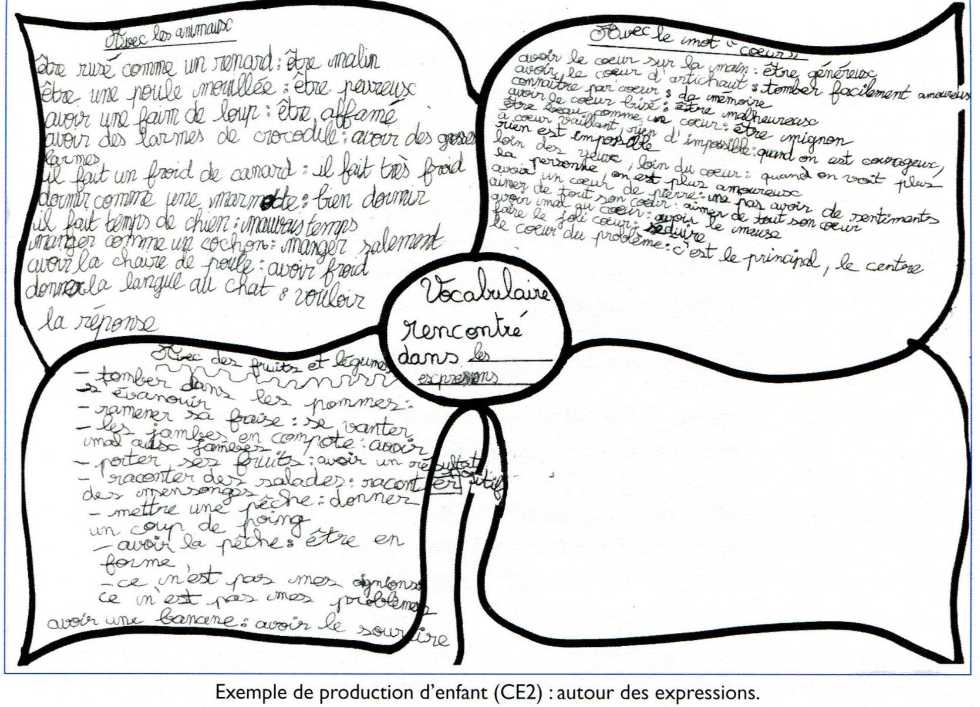 Avec les animaux
être rusé comme un renard : être malin
être une poule mouillée : être peureux
avoir une faim de loup : être affamé
avoir des larmes de crocodile : avoir des grosses
larmes
il fait un froid de canard : il fait très froid
dormir comme une marmotte : bien dormir
il fait temps de chien : mauvais temps
manger comme un cochon : manger salement
avoir la chaire de poule : avoir froid
donner la langue au chat : vouloir
la réponse
Avec le mot "coeur"
avoir le coeur sur la main : être généreux
avoir le coeur d'artichaut : tomber facilement amoureux
connaître par coeur : de mémoire
avoir le coeur brisé : être malheureux
être beau comme un coeur : être mignon
à coeur vaillant, rien d'impossible : quand on est courageux,
rien est impossible
loin des yeux, loin du coeur : quand on voit plus
la personne, on est plus amoureux
avoir un coeur de pierre : une pas avoir de sentiments
aimer de tout son coeur : aimer de tout son coeur
avoir mal au coeur : avoir le
faire le joli coeur : séduire
le coeur du problème : c'est le principal, le centre
Vocabulaire
rencontré
dans les
expressions
Avec des fruits et légumes
- tomber dans les pommes :
s'évanouir
- ramener sa fraise : se vanter
- les jambes en compote : avoir
mal aux jambes
- porter ses fruits : avoir un résultat
positif
- raconter des salades : raconter
des mensonges
- mettre une pêche : donner
un coup de poing
- avoir la pêche : être en
forme
- ce n'est pas mes ognions
ce n'est pas mes problèmes
avoir une banane : avoir le sourire
Exemple de production d'enfant (CE2) : autour des expressions.